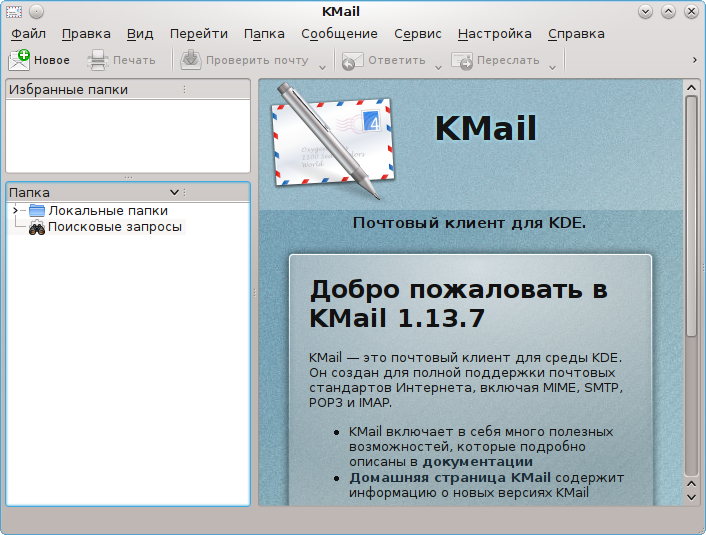 KMail
Файл Правка Вид Перейти Папка Сообщение Сервис Настройка Справка
Новое Печать Проверить почту Ответить Переслать
Избранные папки
Папка
Локальные папки
Поисковые запросы
KMail
4
Почтовый клиент для KDE.
Добро пожаловать в
KMail 1.13.7
KMail — это почтовый клиент для среды KDE.
Он создан для полной поддержки почтовых
стандартов Интернета, включая MIME, SMTP,
POP3 и IMAP.
KMail включает в себя много полезных
возможностей, которые подробно
описаны в документации
Домашняя страница KMail содержит
информацию о новых версиях KMail